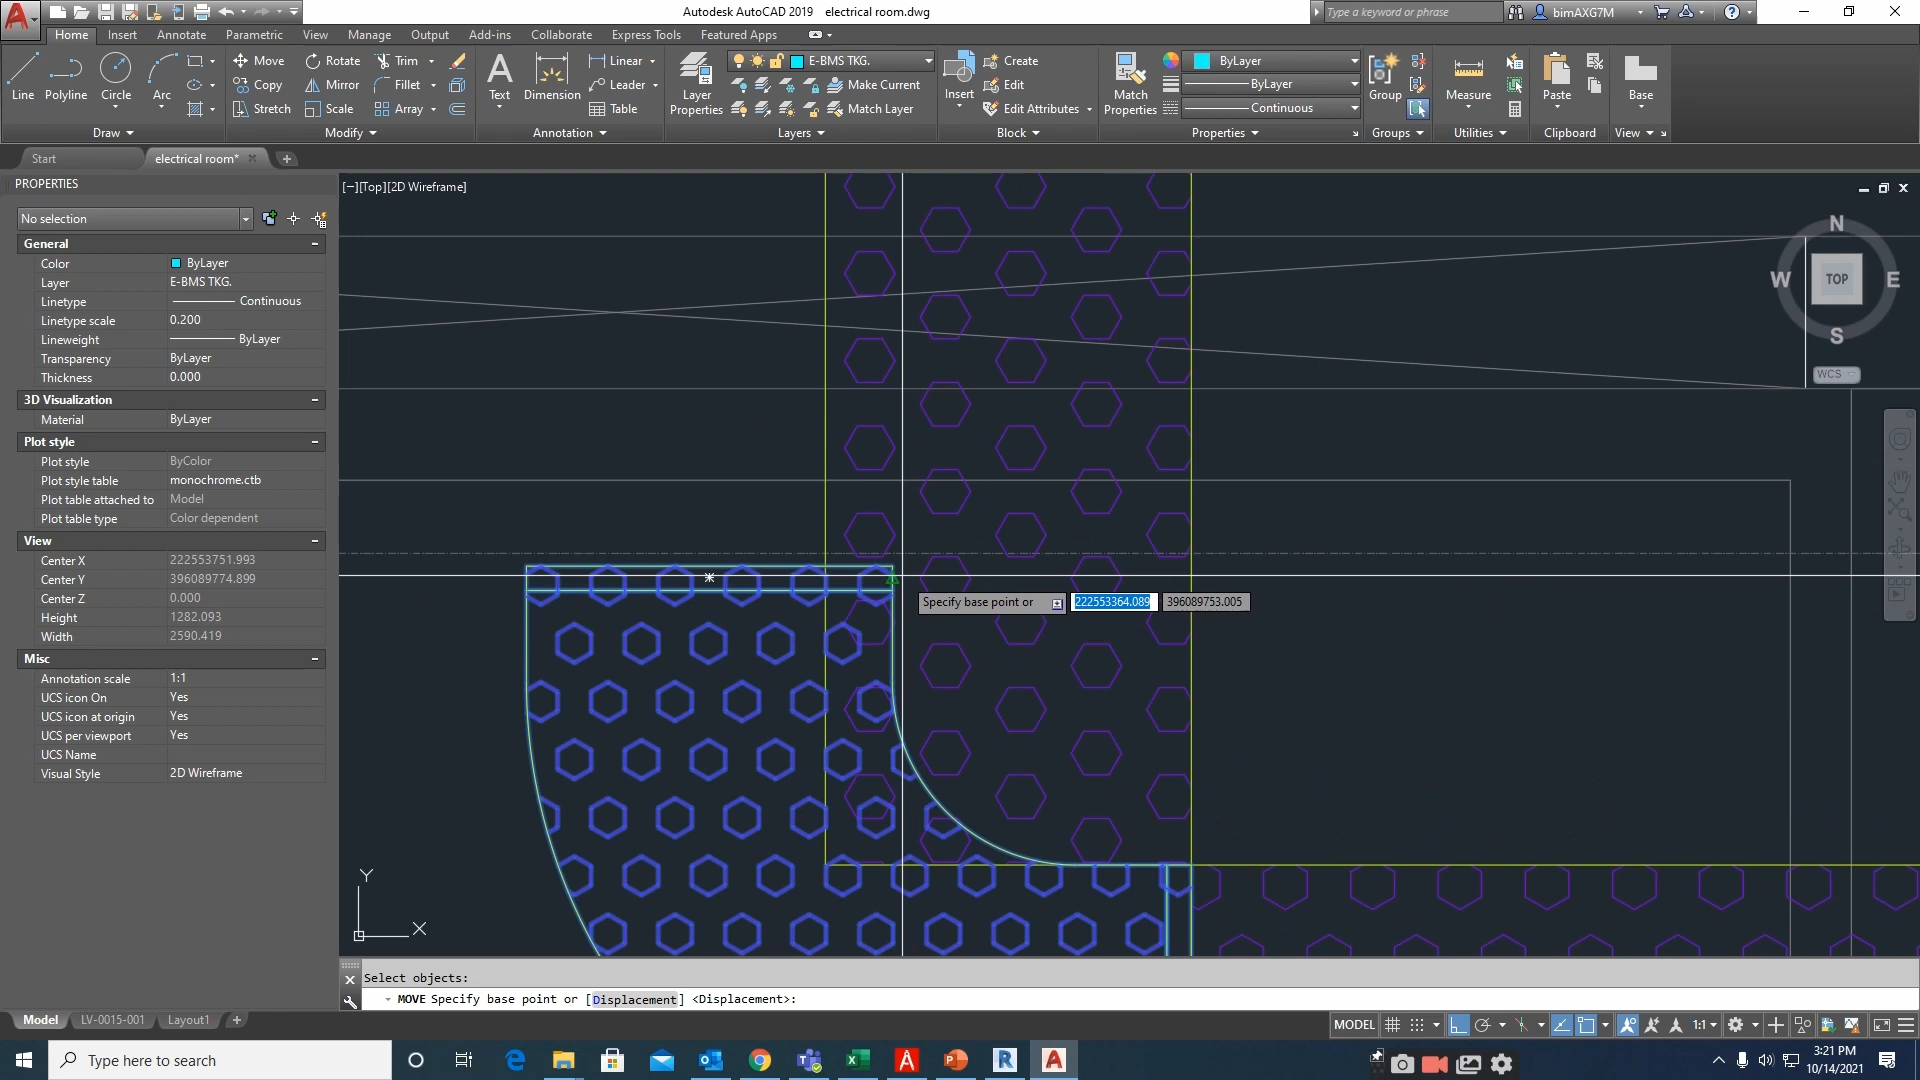 Autodesk AutoCAD 2019 electrical room.dwg
Type a keyword or phrase
bimAXG7M
Home Insert Annotate Parametric View Manage Output Add-ins Collaborate Express Tools Featured Apps
Line Polyline Circle Arc
Move Rotate Trim
Copy Mirror Fillet
Stretch Scale Array
Text Dimension
Linear
Leader
Table
Layer Properties
E-BMS TKG.
Make Current
Match Layer
Insert
Create
Edit
Edit Attributes
Match Properties
ByLayer
ByLayer
Continuous
Group Measure Paste Base
Draw Modify Annotation Layers Block Properties Groups Utilities Clipboard View
Start electrical room*
PROPERTIES
No selection
General
Color ByLayer
Layer E-BMS TKG.
Linetype Continuous
Linetype scale 0.200
Lineweight ByLayer
Transparency ByLayer
Thickness 0.000
3D Visualization
Material ByLayer
Plot style
Plot style ByColor
Plot style table monochrome.ctb
Plot table attached to Model
Plot table type Color dependent
View
Center X 222553751.993
Center Y 396089774.899
Center Z 0.000
Height 1282.093
Width 2590.419
Misc
Annotation scale 1:1
UCS icon On Yes
UCS icon at origin Yes
UCS per viewport Yes
UCS Name
Visual Style 2D Wireframe
[−][Top][2D Wireframe]
N
W TOP E
S
WCS
Specify base point or 222553364.089 396089753.005
Y
X
Select objects:
MOVE Specify base point or [Displacement] <Displacement>:
Model LV-0015-001 Layout1
MODEL 1:1
Type here to search
3:21 PM
10/14/2021